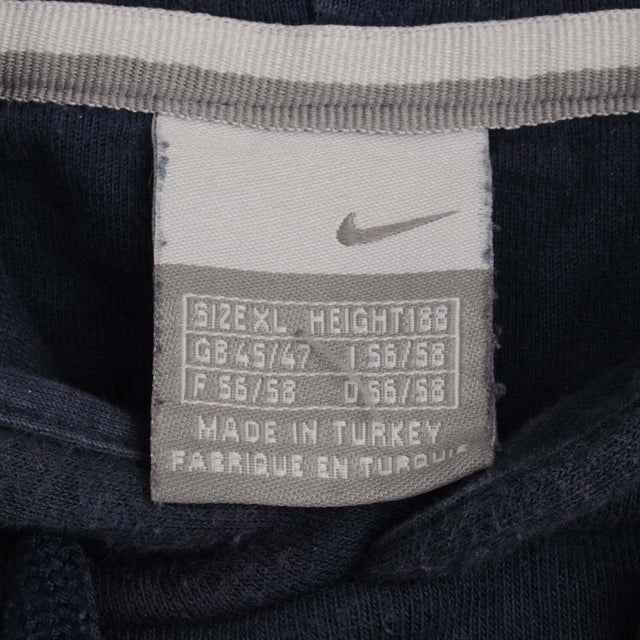 SIZE XL HEIGHT 188
GB 45/47 I 56/58
F 56/58 D 56/58
MADE IN TURKEY
FABRIQUE EN TURQUIE